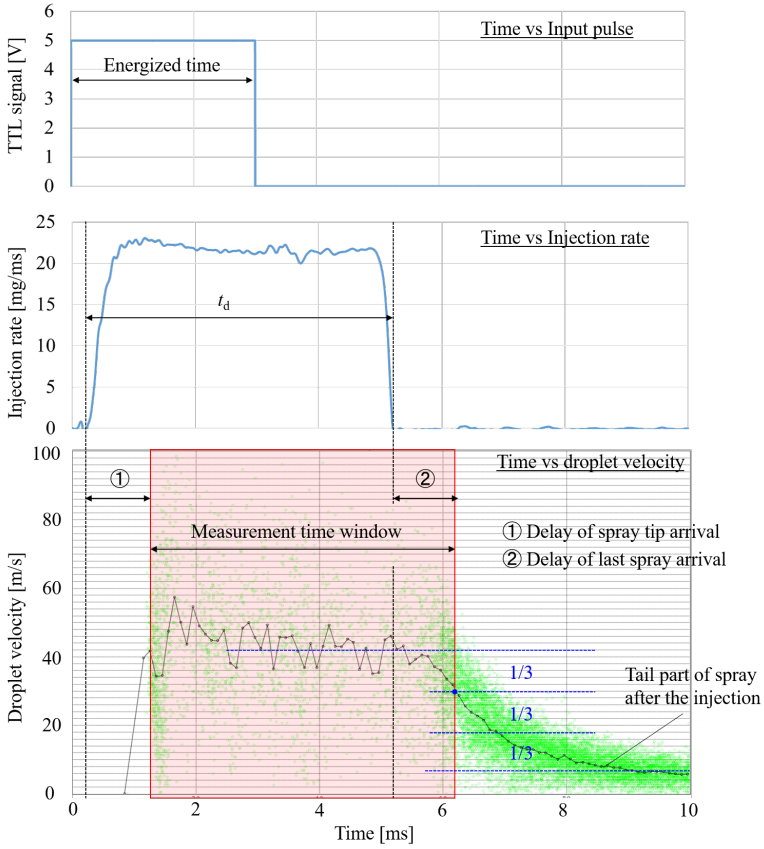 Time vs Input pulse
TTL signal [V]
6
5
4
3
2
1
0
Energized time
Time vs Injection rate
Injection rate [mg/ms]
25
20
15
10
5
0
td
Time vs droplet velocity
Droplet velocity [m/s]
100
80
60
40
20
0
① ②
Measurement time window
① Delay of spray tip arrival
② Delay of last spray arrival
1/3
1/3
1/3
Tail part of spray
after the injection
0 2 4 6 8 10
Time [ms]